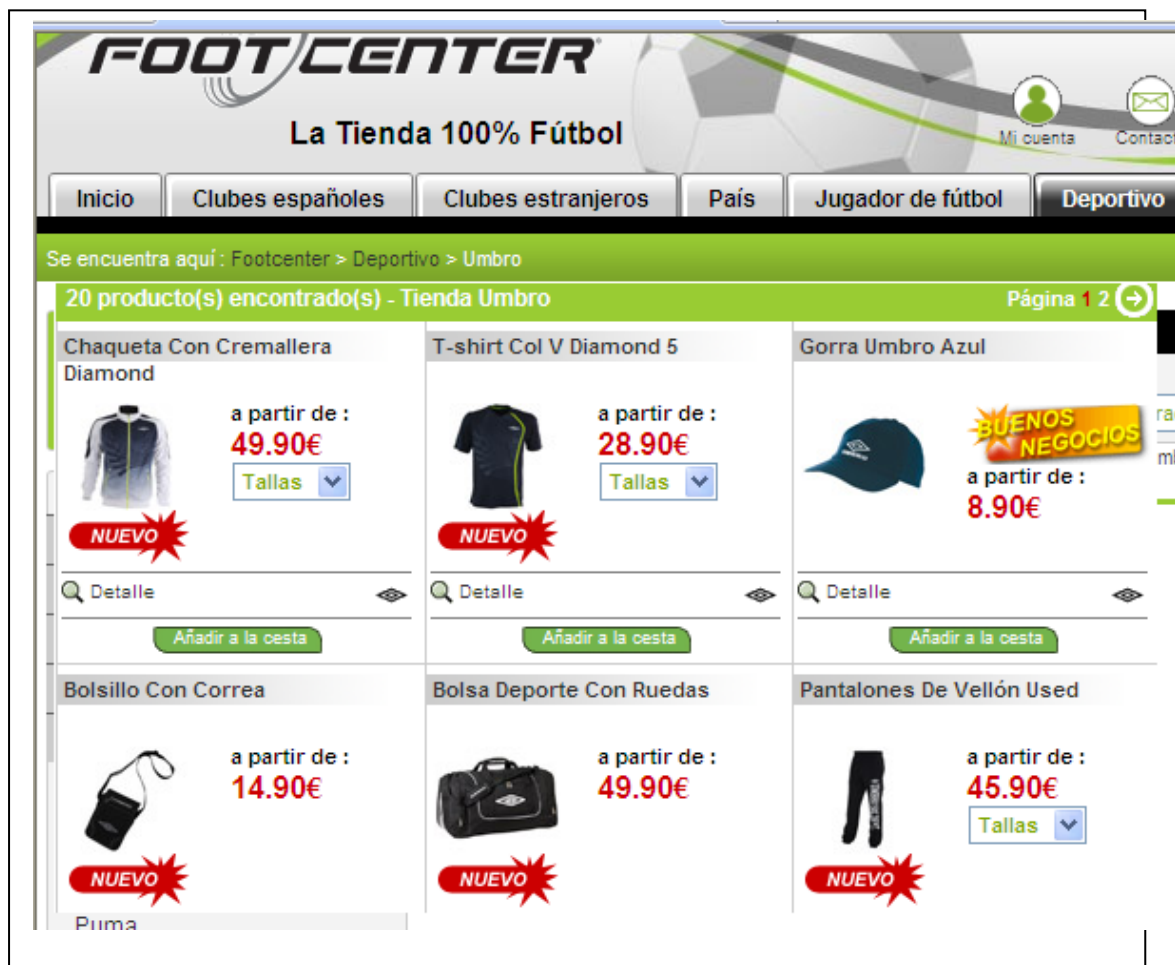 FOOTCENTER
La Tienda 100% Fútbol
Mi cuenta
Contact
Inicio
Clubes españoles
Clubes estranjeros
País
Jugador de fútbol
Deportivo
Se encuentra aquí : Footcenter > Deportivo > Umbro
20 producto(s) encontrado(s) - Tienda Umbro
Página 1 2
Chaqueta Con Cremallera
Diamond
a partir de :
49.90€
Tallas
NUEVO
Detalle
Añadir a la cesta
T-shirt Col V Diamond 5
a partir de :
28.90€
Tallas
NUEVO
Detalle
Añadir a la cesta
Gorra Umbro Azul
BUENOS
NEGOCIOS
a partir de :
8.90€
Detalle
Añadir a la cesta
Bolsillo Con Correa
a partir de :
14.90€
NUEVO
Bolsa Deporte Con Ruedas
a partir de :
49.90€
NUEVO
Pantalones De Vellón Used
a partir de :
45.90€
Tallas
NUEVO
Puma